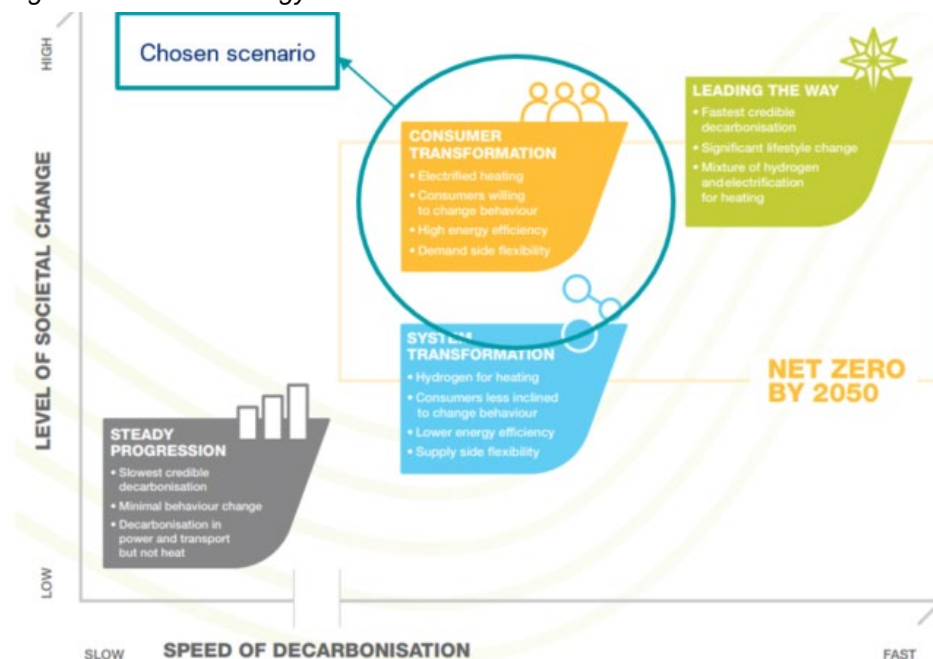 HIGH
Chosen scenario
LEADING THE WAY
• Fastest credible
decarbonisation
• Significant lifestyle change
• Mixture of hydrogen
and electrification
for heating
CONSUMER
TRANSFORMATION
• Electrified heating
• Consumers willing
to change behaviour
• High energy efficiency
• Demand side flexibility
LEVEL OF SOCIETAL CHANGE
SYSTEM
TRANSFORMATION
• Hydrogen for heating
• Consumers less inclined
to change behaviour
• Lower energy efficiency
• Supply side flexibility
NET ZERO
BY 2050
STEADY
PROGRESSION
• Slowest credible
decarbonisation
• Minimal behaviour change
• Decarbonisation in
power and transport
but not heat
LOW
SLOW
SPEED OF DECARBONISATION
FAST